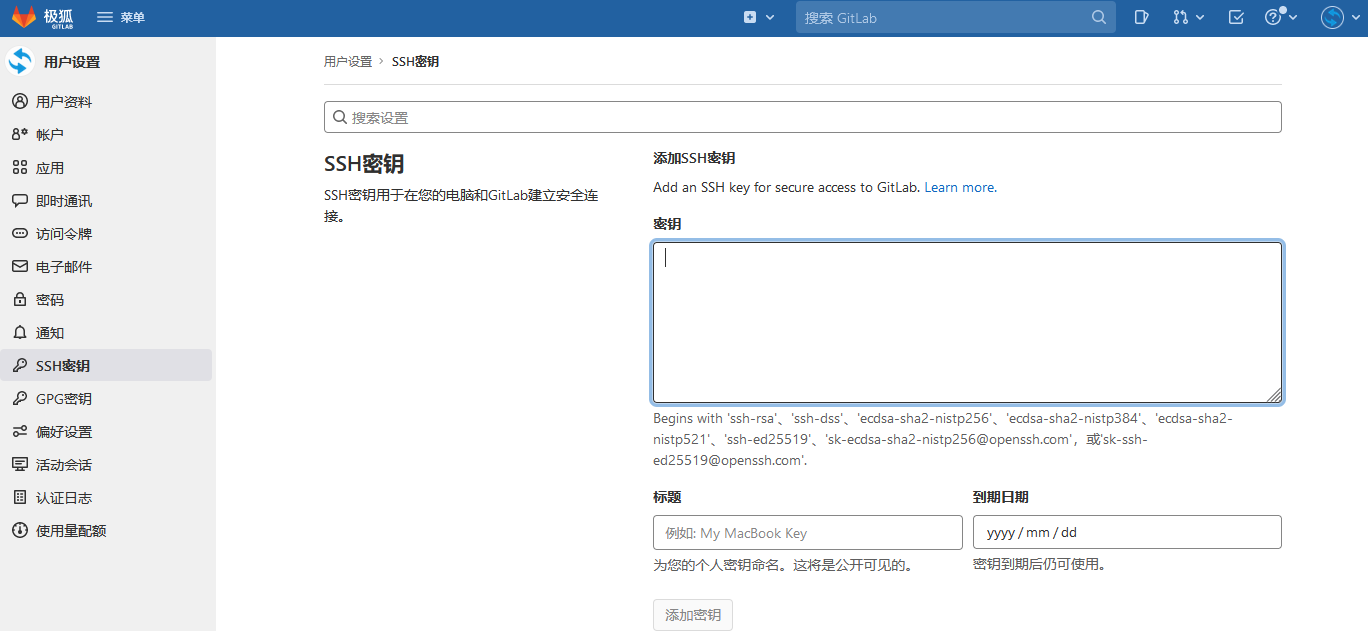 极狐
GITLAB
菜单
搜索 GitLab
用户设置
用户资料
帐户
应用
即时通讯
访问令牌
电子邮件
密码
通知
SSH密钥
GPG密钥
偏好设置
活动会话
认证日志
使用量配额
用户设置 › SSH密钥
搜索设置
SSH密钥
SSH密钥用于在您的电脑和GitLab建立安全连
接。
添加SSH密钥
Add an SSH key for secure access to GitLab. Learn more.
密钥
Begins with 'ssh-rsa'、'ssh-dss'、'ecdsa-sha2-nistp256'、'ecdsa-sha2-nistp384'、'ecdsa-sha2-
nistp521'、'ssh-ed25519'、'sk-ecdsa-sha2-nistp256@openssh.com'，或'sk-ssh-
ed25519@openssh.com'.
标题
到期日期
例如: My MacBook Key
yyyy / mm / dd
为您的个人密钥命名。这将是公开可见的。
密钥到期后仍可使用。
添加密钥